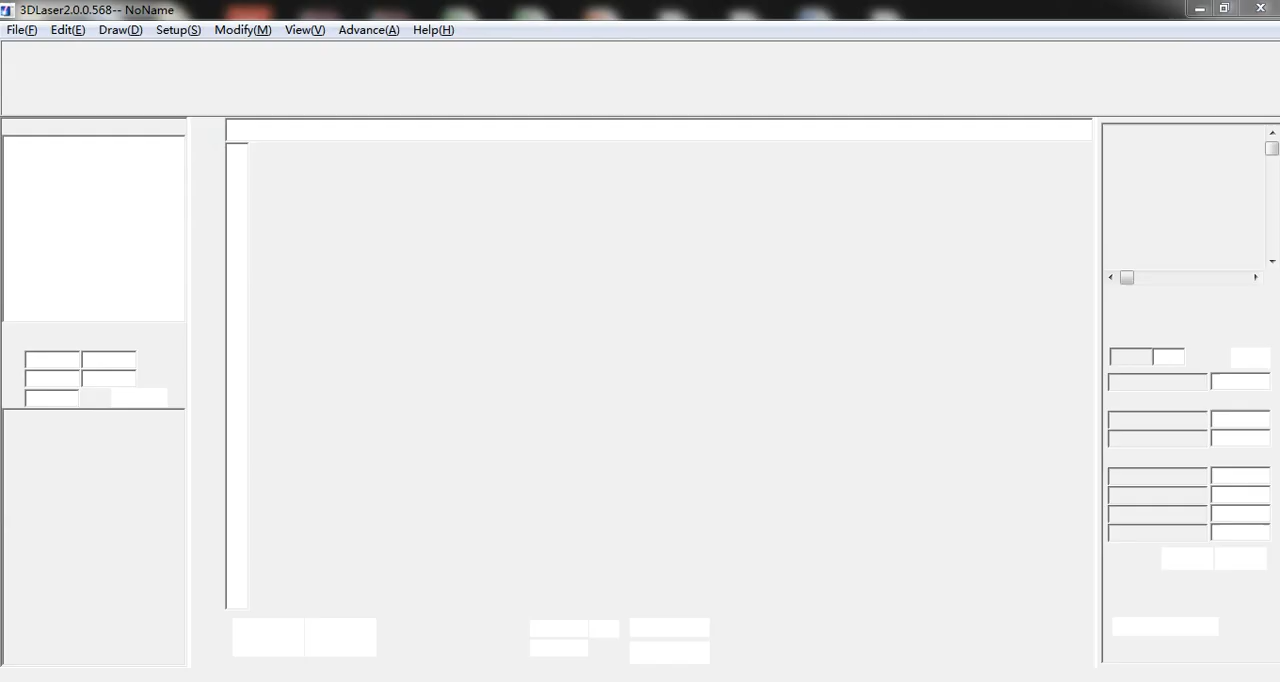 3DLaser2.0.0.568-- NoName
File(F) Edit(E) Draw(D) Setup(S) Modify(M) View(V) Advance(A) Help(H)